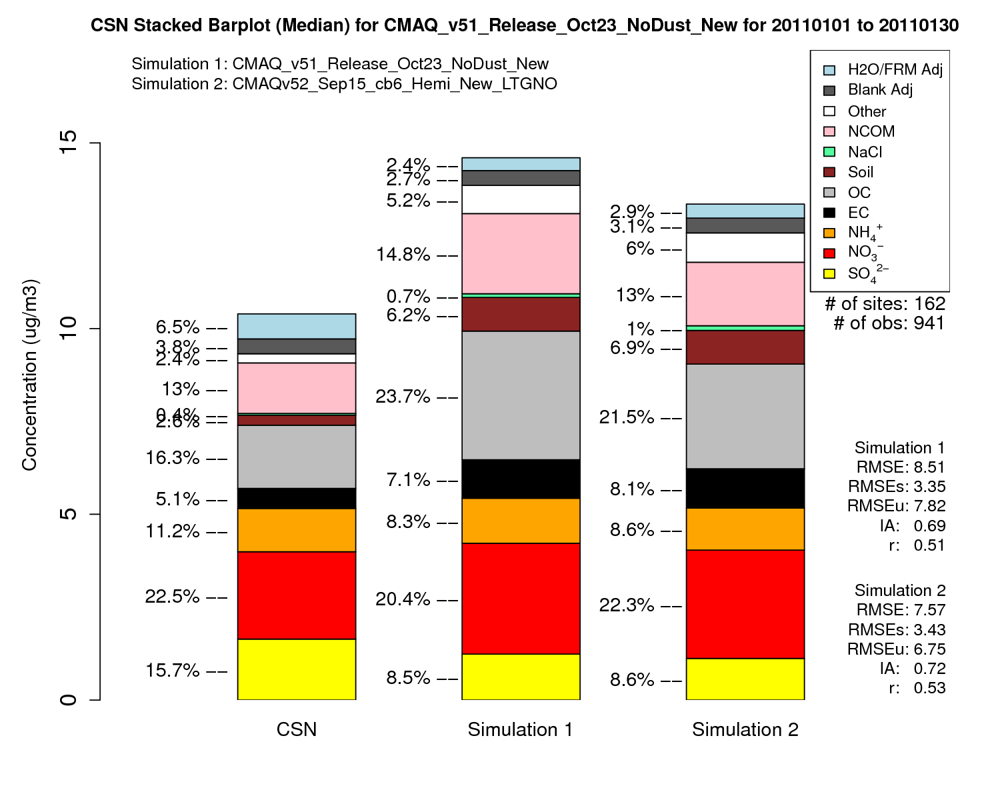 CSN Stacked Barplot (Median) for CMAQ_v51_Release_Oct23_NoDust_New for 20110101 to 20110130
Simulation 1: CMAQ_v51_Release_Oct23_NoDust_New
Simulation 2: CMAQv52_Sep15_cb6_Hemi_New_LTGNO
H2O/FRM Adj
Blank Adj
Other
NCOM
NaCl
Soil
OC
EC
NH₄⁺
NO₃⁻
SO₄²⁻
# of sites: 162
# of obs: 941
Concentration (ug/m3)
15
10
5
0
6.5%
3.8%
2.4%
13%
0.4%
2.6%
16.3%
5.1%
11.2%
22.5%
15.7%
2.4%
2.7%
5.2%
14.8%
0.7%
6.2%
23.7%
7.1%
8.3%
20.4%
8.5%
2.9%
3.1%
6%
13%
1%
6.9%
21.5%
8.1%
8.6%
22.3%
8.6%
Simulation 1
RMSE: 8.51
RMSEs: 3.35
RMSEu: 7.82
IA: 0.69
r: 0.51
Simulation 2
RMSE: 7.57
RMSEs: 3.43
RMSEu: 6.75
IA: 0.72
r: 0.53
CSN
Simulation 1
Simulation 2